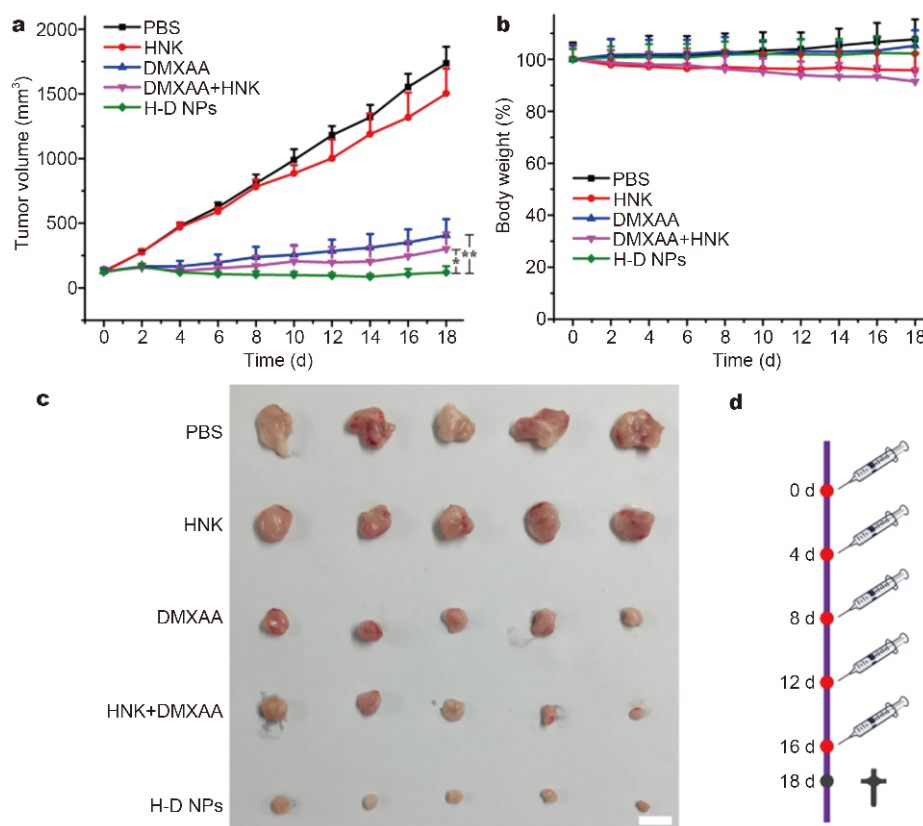 a
2000
1500
1000
500
0
Tumor volume (mm³)
PBS
HNK
DMXAA
DMXAA+HNK
H-D NPs
*
**
0 2 4 6 8 10 12 14 16 18
Time (d)
b
100
80
60
40
20
0
Body weight (%)
PBS
HNK
DMXAA
DMXAA+HNK
H-D NPs
0 2 4 6 8 10 12 14 16 18
Time (d)
c
PBS
HNK
DMXAA
HNK+DMXAA
H-D NPs
d
0 d
4 d
8 d
12 d
16 d
18 d